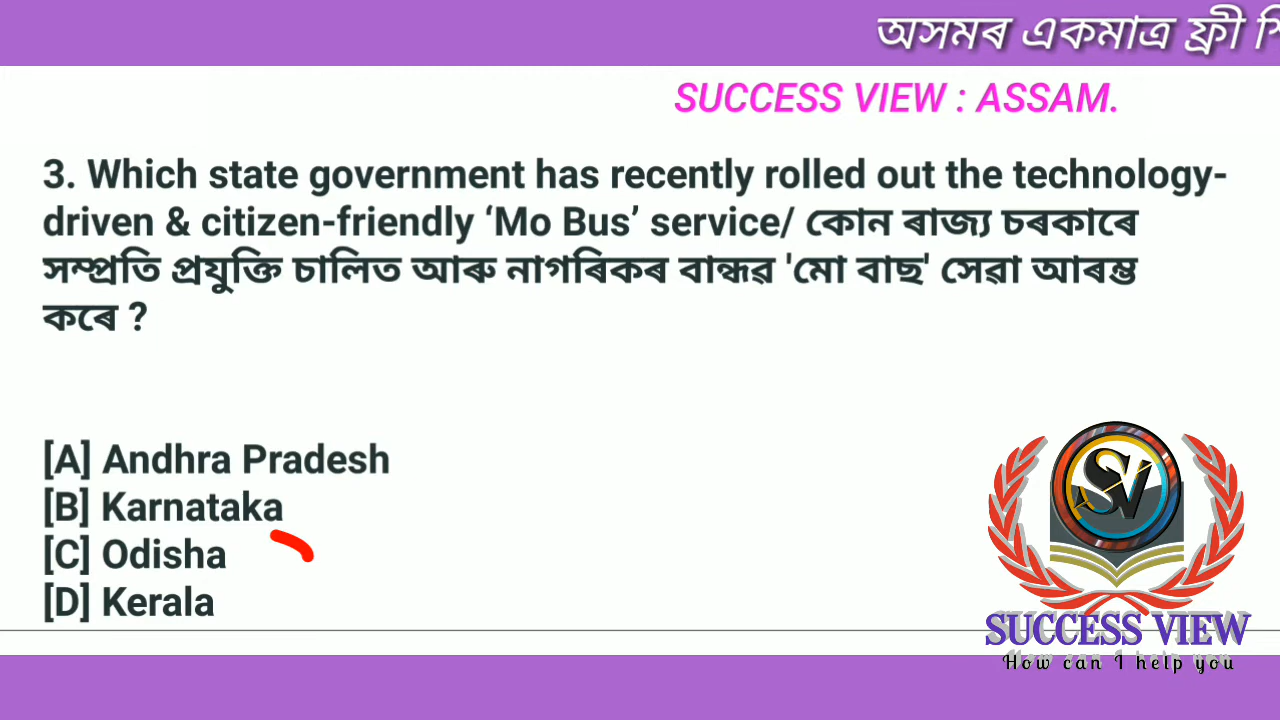 অসমৰ একমাত্ৰ ফ্ৰী
SUCCESS VIEW : ASSAM.
3. Which state government has recently rolled out the technology-
driven & citizen-friendly ‘Mo Bus’ service/ কোন ৰাজ্য চৰকাৰে
সম্প্ৰতি প্ৰযুক্তি চালিত আৰু নাগৰিকৰ বান্ধৱ 'মো বাছ' সেৱা আৰম্ভ
কৰে ?
[A] Andhra Pradesh
[B] Karnataka
[C] Odisha
[D] Kerala
SV
SUCCESS VIEW
How can I help you